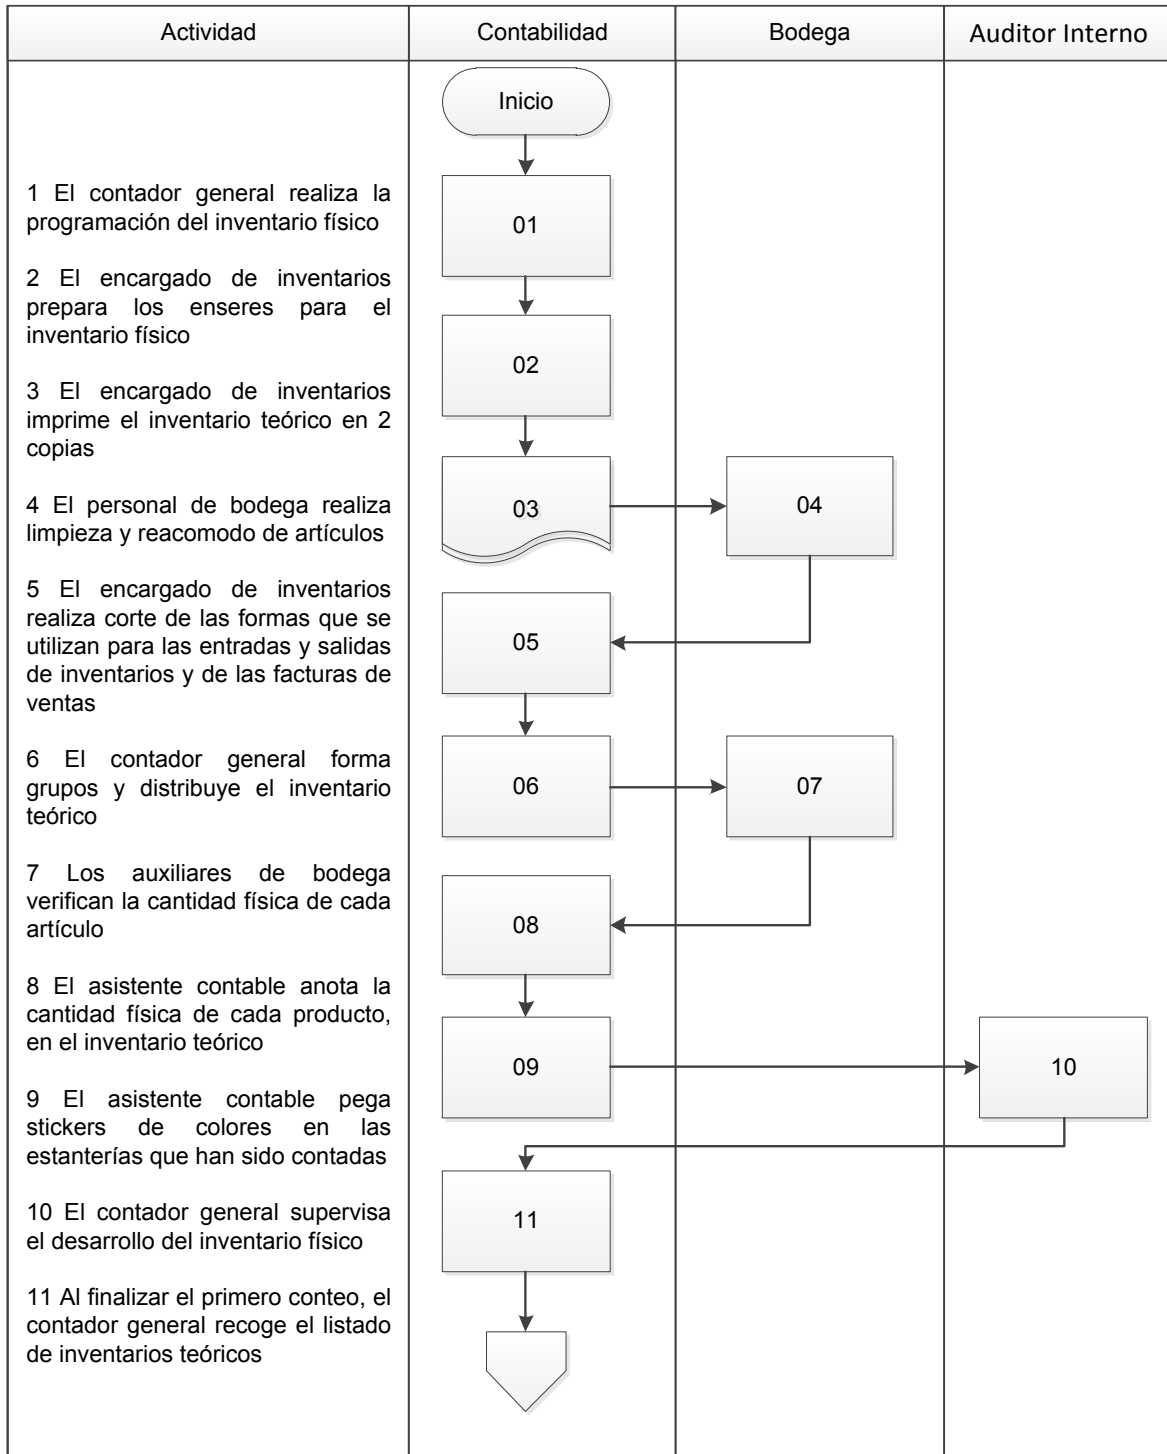 Actividad
Contabilidad
Bodega
Auditor Interno
Inicio
1 El contador general realiza la
programación del inventario físico
2 El encargado de inventarios
prepara los enseres para el
inventario físico
3 El encargado de inventarios
imprime el inventario teórico en 2
copias
4 El personal de bodega realiza
limpieza y reacomodo de artículos
5 El encargado de inventarios
realiza corte de las formas que se
utilizan para las entradas y salidas
de inventarios y de las facturas de
ventas
6 El contador general forma
grupos y distribuye el inventario
teórico
7 Los auxiliares de bodega
verifican la cantidad física de cada
artículo
8 El asistente contable anota la
cantidad física de cada producto,
en el inventario teórico
9 El asistente contable pega
stickers de colores en las
estanterías que han sido contadas
10 El contador general supervisa
el desarrollo del inventario físico
11 Al finalizar el primero conteo, el
contador general recoge el listado
de inventarios teóricos
01
02
03
04
05
06
07
08
09
10
11